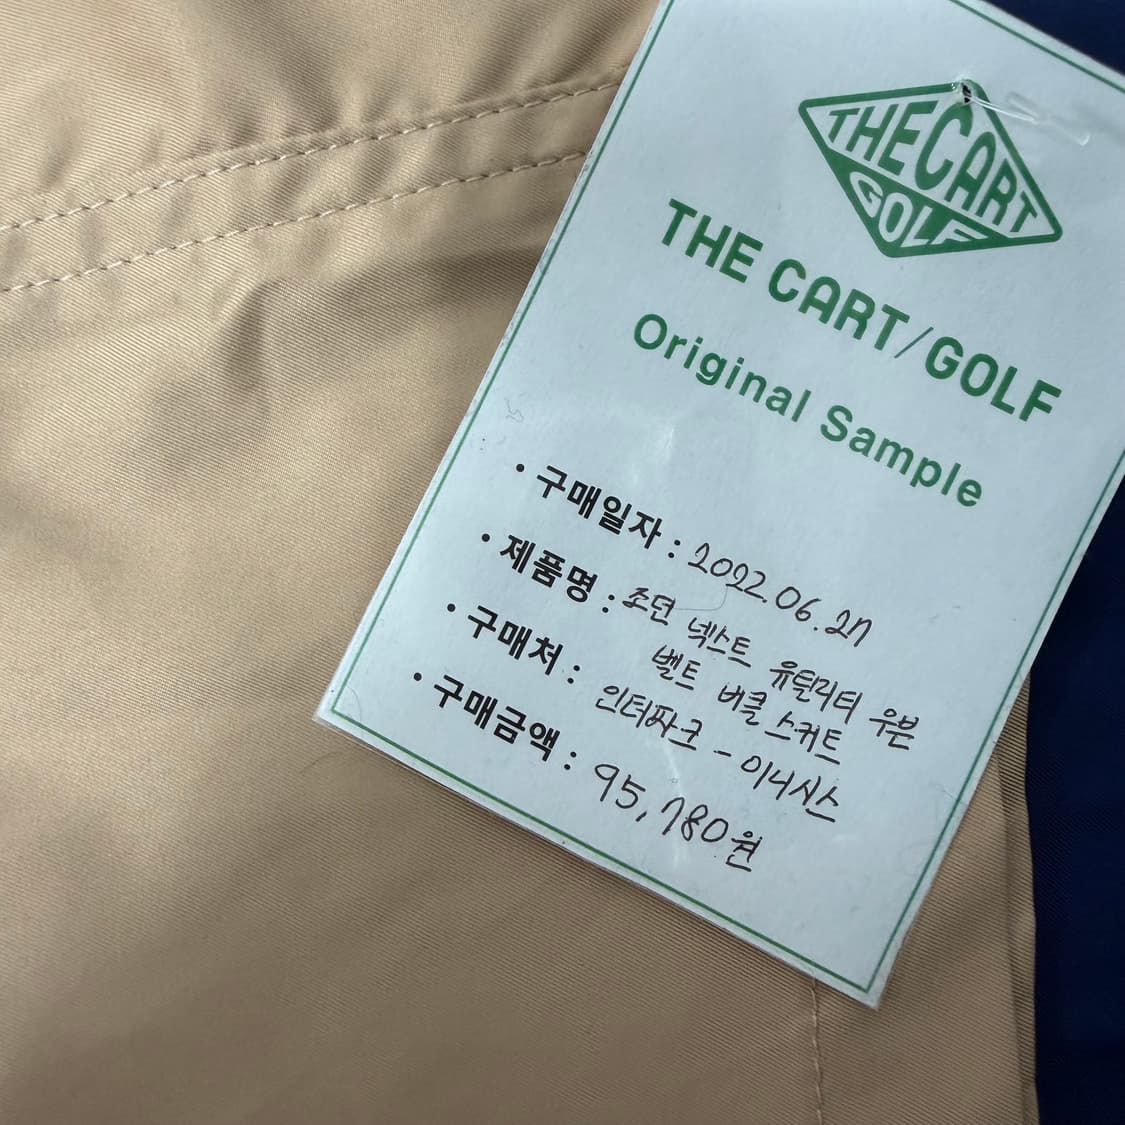 THE CART
GOLF
THE CART/GOLF
Original Sample
• 구매일자 : 2022.06.27
• 제품명 : 조던 넥스트 유틸리티 우븐
벨트 버클 스커트
• 구매처 : 인터파크 - 이니시스
• 구매금액 : 95,780원